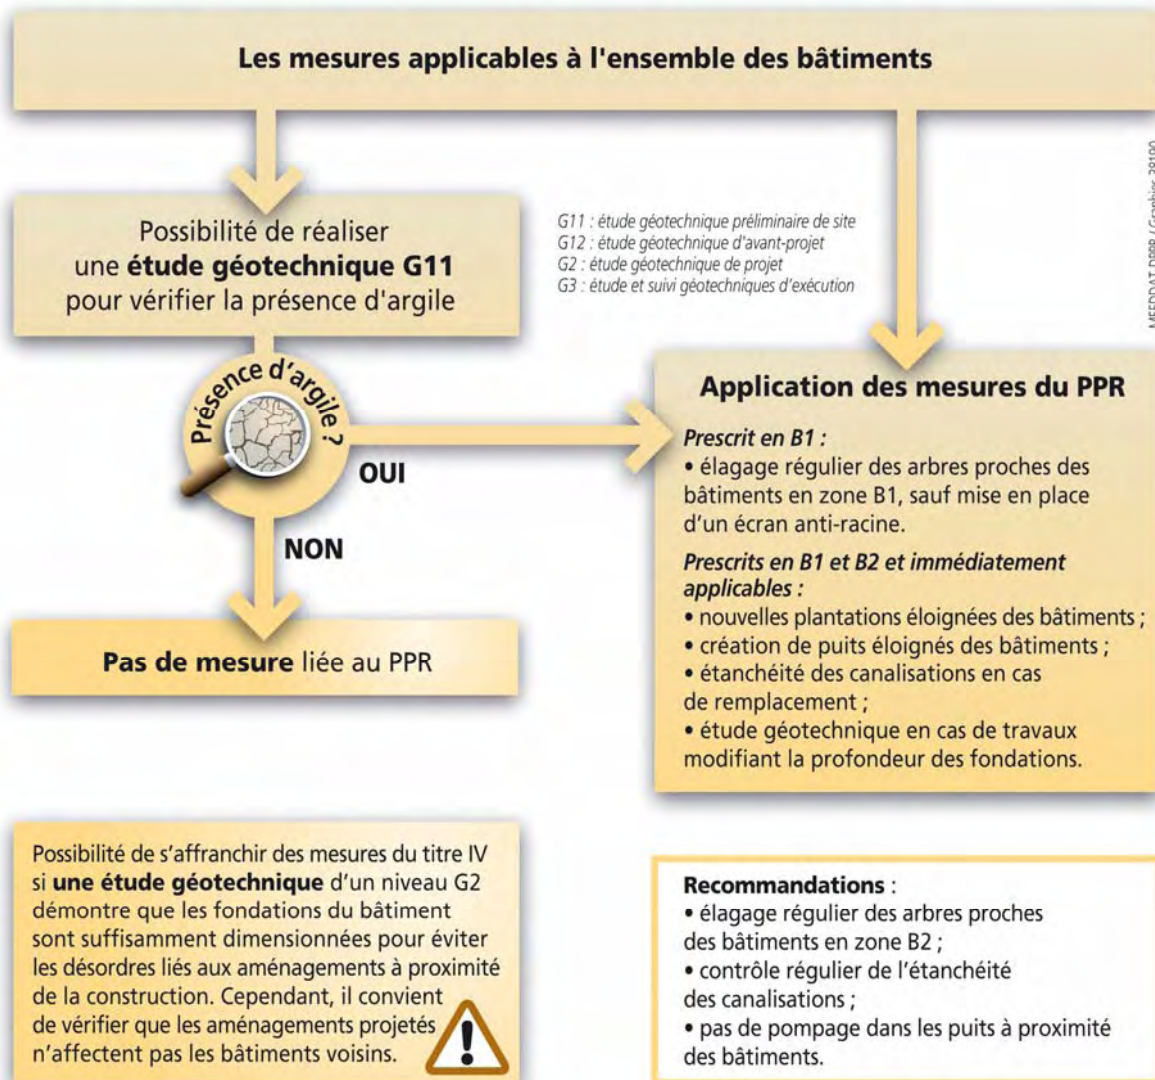 Les mesures applicables à l'ensemble des bâtiments
Possibilité de réaliser
une étude géotechnique G11
pour vérifier la présence d'argile
G11 : étude géotechnique préliminaire de site
G12 : étude géotechnique d'avant-projet
G2 : étude géotechnique de projet
G3 : étude et suivi géotechniques d'exécution
MEEDDAT DPPR / Graphies 38190
Présence d'argile ?
OUI
NON
Pas de mesure liée au PPR
Application des mesures du PPR
Prescrit en B1 :
• élagage régulier des arbres proches des
bâtiments en zone B1, sauf mise en place
d'un écran anti-racine.
Prescrits en B1 et B2 et immédiatement
applicables :
• nouvelles plantations éloignées des bâtiments ;
• création de puits éloignés des bâtiments ;
• étanchéité des canalisations en cas
de remplacement ;
• étude géotechnique en cas de travaux
modifiant la profondeur des fondations.
Possibilité de s'affranchir des mesures du titre IV
si une étude géotechnique d'un niveau G2
démontre que les fondations du bâtiment
sont suffisamment dimensionnées pour éviter
les désordres liés aux aménagements à proximité
de la construction. Cependant, il convient
de vérifier que les aménagements projetés
n'affectent pas les bâtiments voisins.
!
Recommandations :
• élagage régulier des arbres proches
des bâtiments en zone B2 ;
• contrôle régulier de l'étanchéité
des canalisations ;
• pas de pompage dans les puits à proximité
des bâtiments.